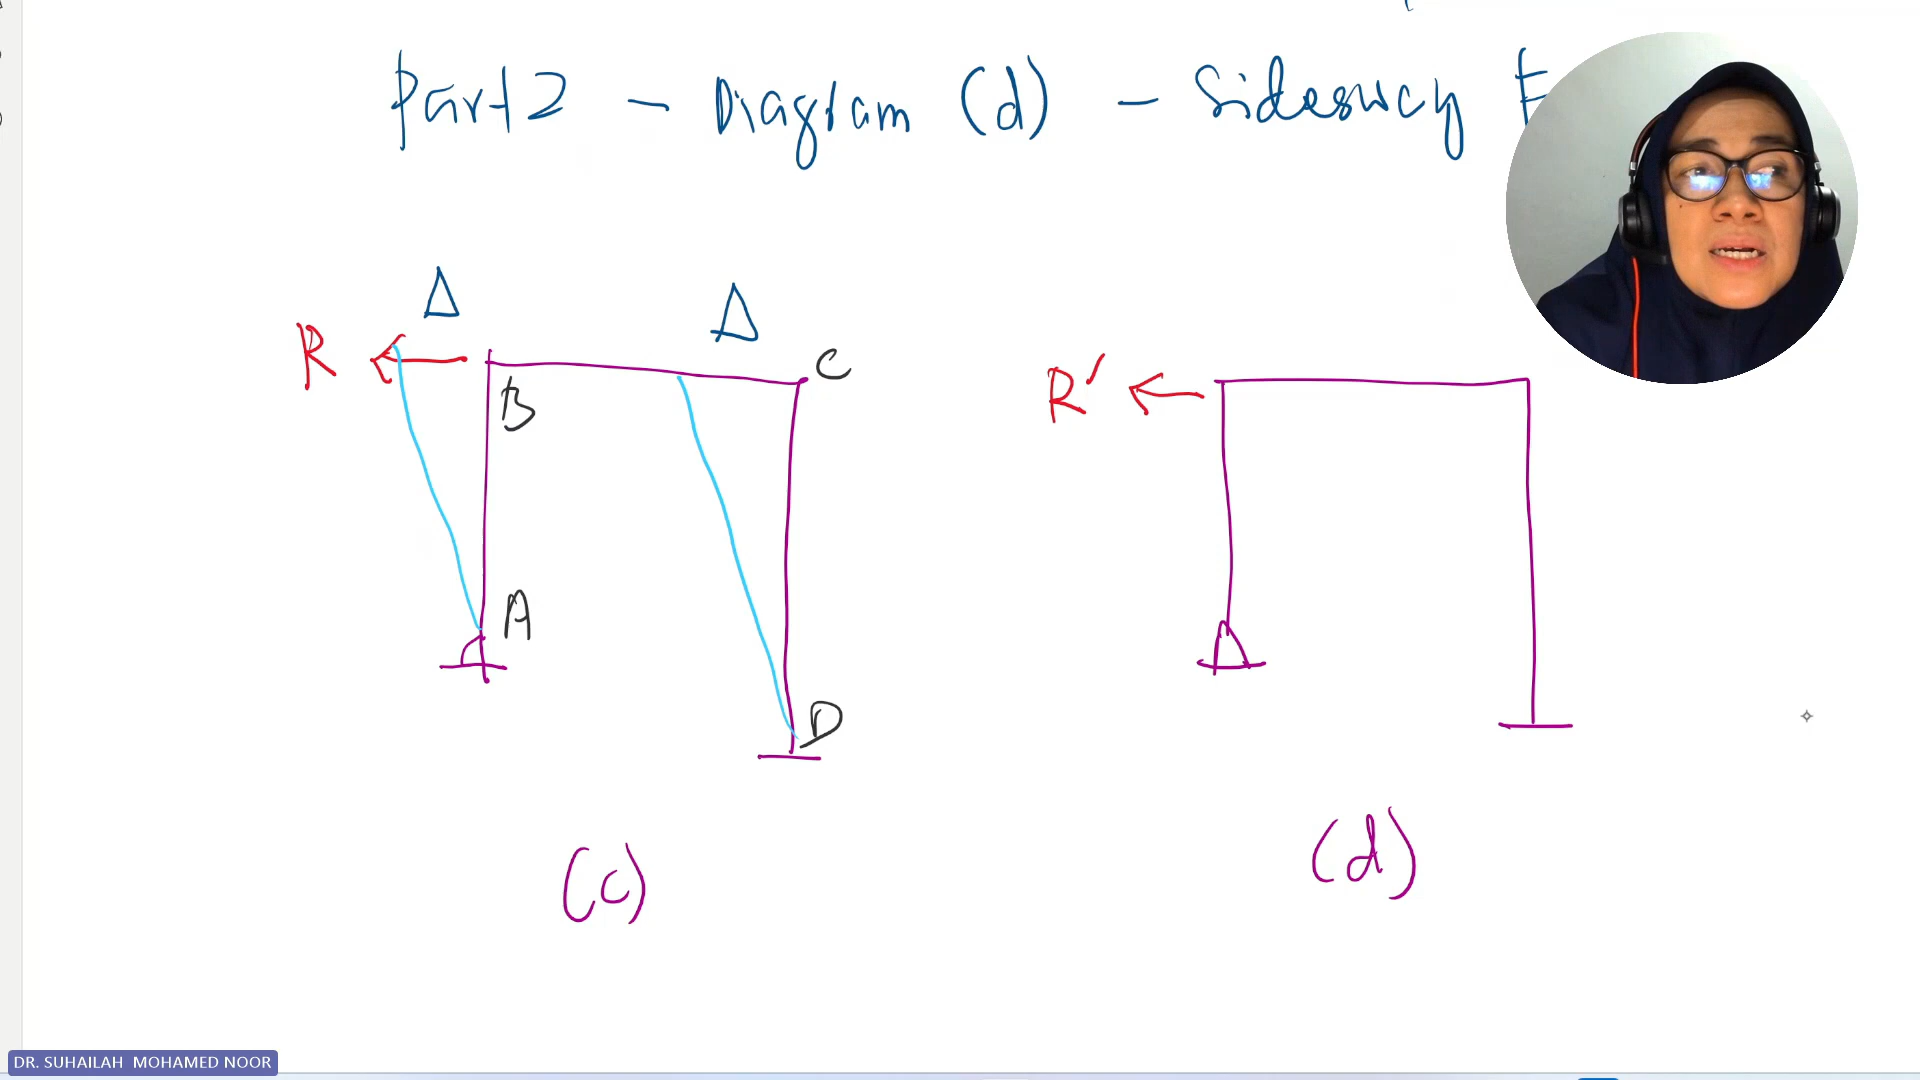 Part 2 - Diagram (d) - Sidesway F
Δ Δ
R B C R'
A
D
(c) (d)
DR. SUHAILAH MOHAMED NOOR